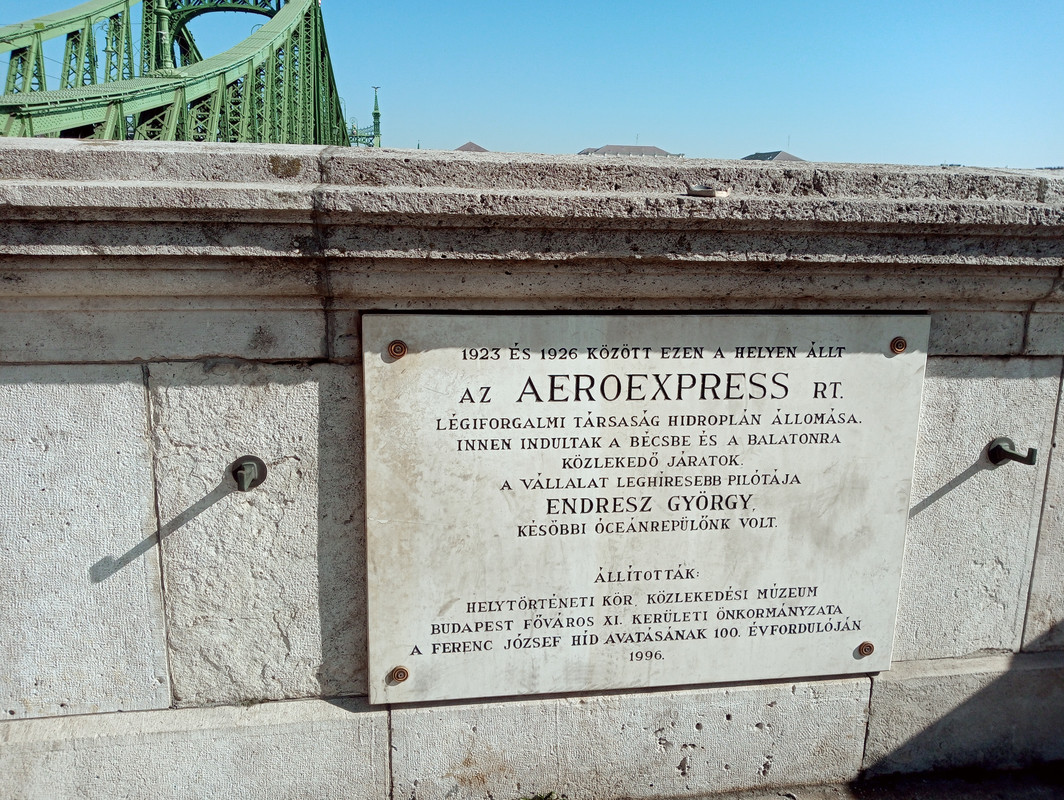 1923 ÉS 1926 KÖZÖTT EZEN A HELYEN ÁLLT
AZ AEROEXPRESS RT.
LÉGIFORGALMI TÁRSASÁG HIDROPLÁN ÁLLOMÁSA.
INNEN INDULTAK A BÉCSBE ÉS A BALATONRA
KÖZLEKEDŐ JÁRATOK.
A VÁLLALAT LEGHÍRESEBB PILÓTÁJA
ENDRESZ GYÖRGY,
KÉSŐBBI ÓCEÁNREPÜLŐNK VOLT.
ÁLLÍTOTTÁK:
HELYTÖRTÉNETI KÖR, KÖZLEKEDÉSI MÚZEUM
BUDAPEST FŐVÁROS XI. KERÜLETI ÖNKORMÁNYZATA
A FERENC JÓZSEF HÍD AVATÁSÁNAK 100. ÉVFORDULÓJÁN
1996.